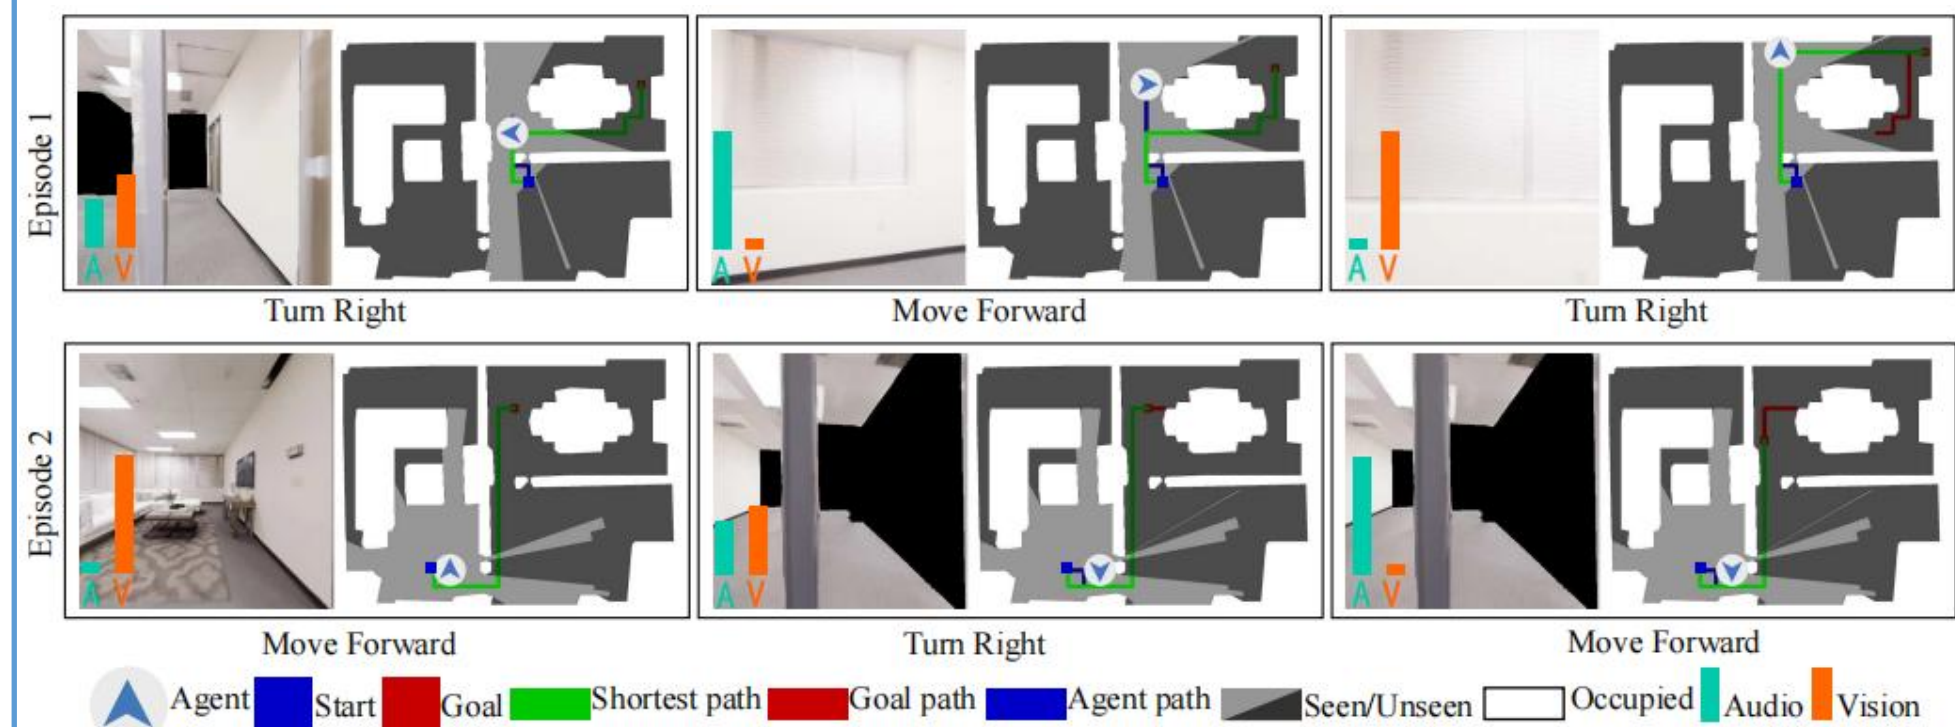 Episode 1
A V
A V
A V
Turn Right
Move Forward
Turn Right
Episode 2
A V
A V
A V
Move Forward
Turn Right
Move Forward
Agent Start Goal Shortest path Goal path Agent path Seen/Unseen Occupied Audio Vision